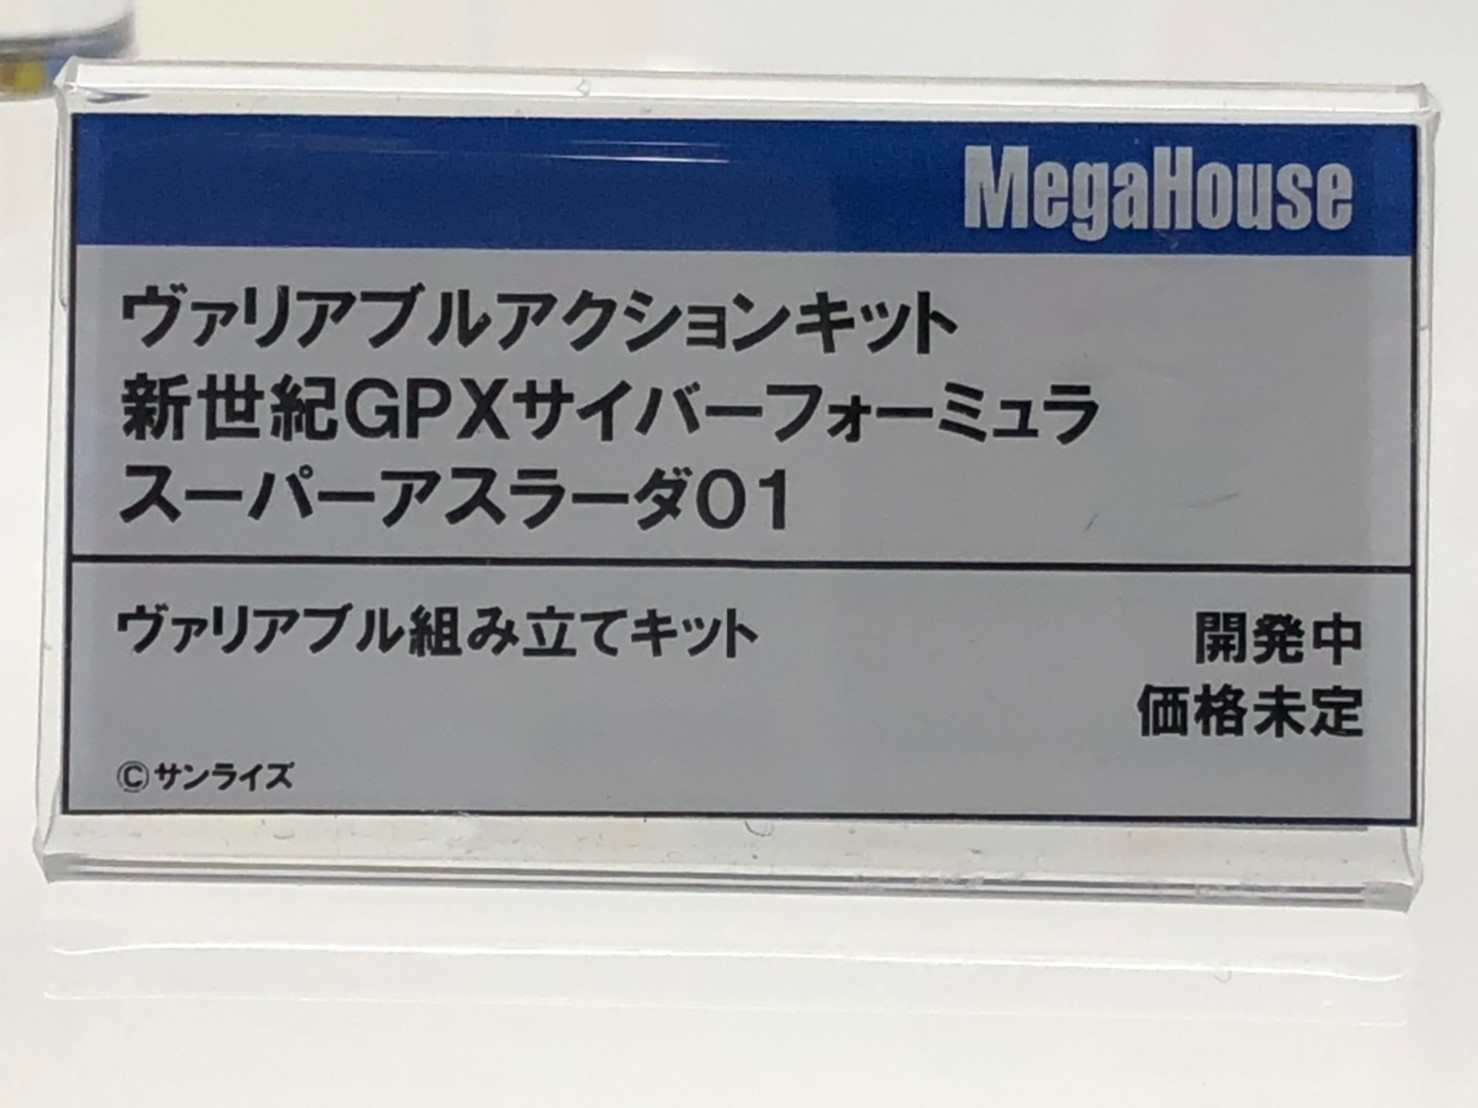 MegaHouse
ヴァリアブルアクションキット
新世紀GPXサイバーフォーミュラ
スーパーアスラーダ01
ヴァリアブル組み立てキット
開発中
価格未定
©サンライズ